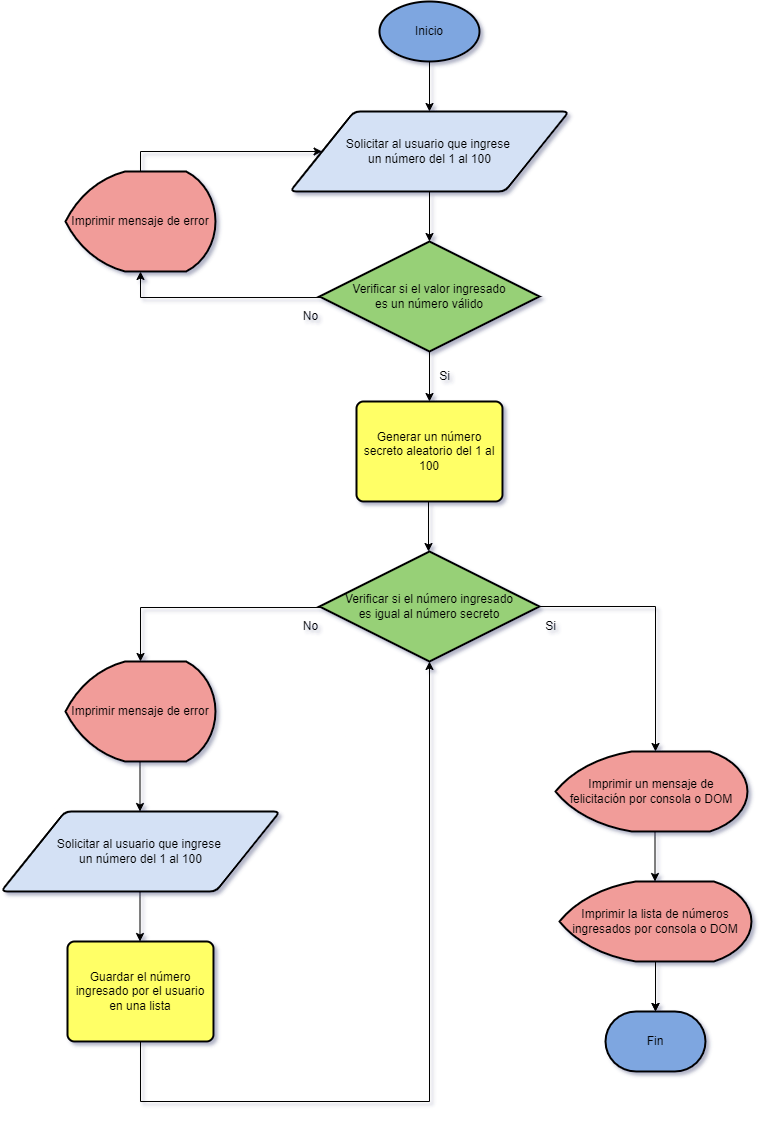 Inicio
Solicitar al usuario que ingrese
un número del 1 al 100
Imprimir mensaje de error
Verificar si el valor ingresado
es un número válido
No
Si
Generar un número
secreto aleatorio del 1 al
100
Verificar si el número ingresado
es igual al número secreto
No
Si
Imprimir mensaje de error
Imprimir un mensaje de
felicitación por consola o DOM
Solicitar al usuario que ingrese
un número del 1 al 100
Imprimir la lista de números
ingresados por consola o DOM
Guardar el número
ingresado por el usuario
en una lista
Fin